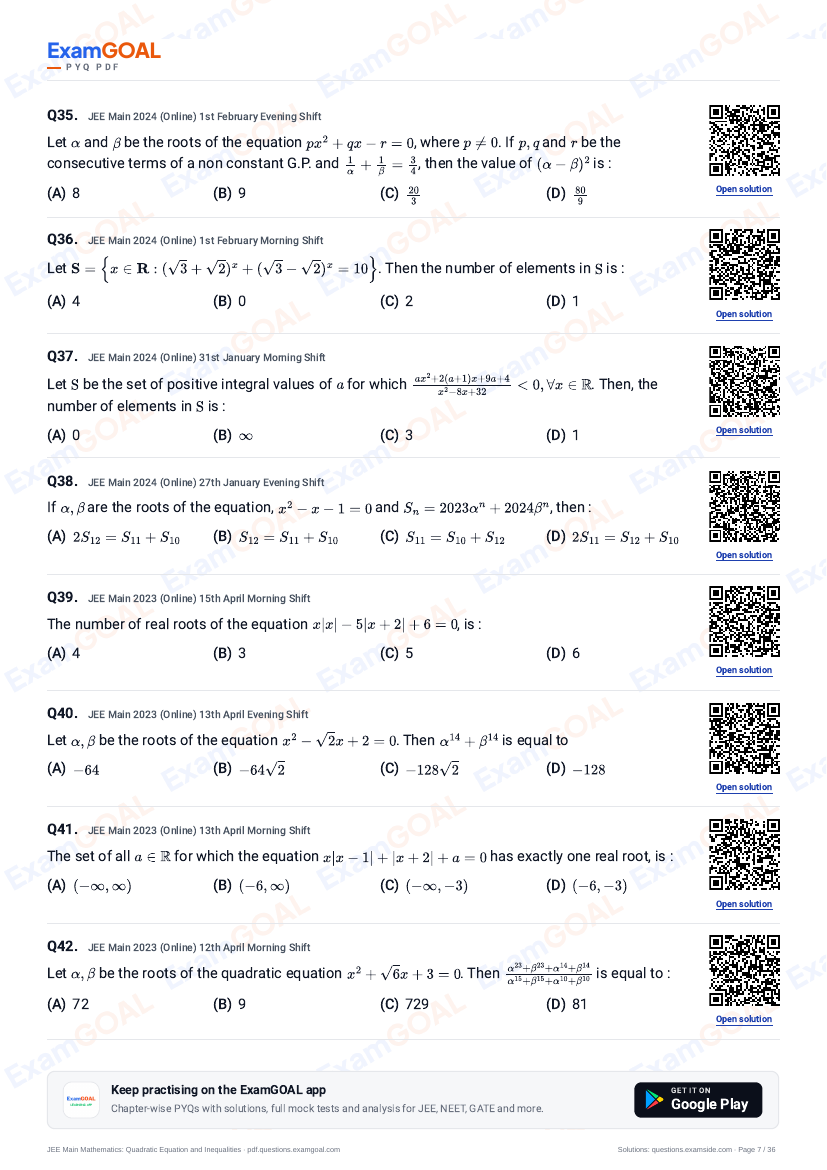 ExamGOAL
PYQ PDF
Q35. JEE Main 2024 (Online) 1st February Evening Shift
Let α and β be the roots of the equation px² + qx − r = 0, where p ≠ 0. If p, q and r be the
consecutive terms of a non constant G.P. and 1/α + 1/β = 3/4, then the value of (α − β)² is :
(A) 8 (B) 9 (C) 20/3 (D) 80/9
Open solution
Q36. JEE Main 2024 (Online) 1st February Morning Shift
Let S = {x ∈ R : (√3 + √2)ˣ + (√3 − √2)ˣ = 10}. Then the number of elements in S is :
(A) 4 (B) 0 (C) 2 (D) 1
Open solution
Q37. JEE Main 2024 (Online) 31st January Morning Shift
Let S be the set of positive integral values of a for which (ax²+2(a+1)x+9a+4)/(x²−8x+32) < 0, ∀x ∈ ℝ. Then, the
number of elements in S is :
(A) 0 (B) ∞ (C) 3 (D) 1
Open solution
Q38. JEE Main 2024 (Online) 27th January Evening Shift
If α, β are the roots of the equation, x² − x − 1 = 0 and Sₙ = 2023αⁿ + 2024βⁿ, then :
(A) 2S₁₂ = S₁₁ + S₁₀ (B) S₁₂ = S₁₁ + S₁₀ (C) S₁₁ = S₁₀ + S₁₂ (D) 2S₁₁ = S₁₂ + S₁₀
Open solution
Q39. JEE Main 2024 (Online) 15th April Morning Shift
The number of real roots of the equation x|x| − 5|x + 2| + 6 = 0, is :
(A) 4 (B) 3 (C) 5 (D) 6
Open solution
Q40. JEE Main 2023 (Online) 13th April Evening Shift
Let α, β be the roots of the equation x² − √2x + 2 = 0. Then α¹⁴ + β¹⁴ is equal to
(A) −64 (B) −64√2 (C) −128√2 (D) −128
Open solution
Q41. JEE Main 2023 (Online) 13th April Morning Shift
The set of all a ∈ ℝ for which the equation x|x − 1| + |x + 2| + a = 0 has exactly one real root, is :
(A) (−∞, ∞) (B) (−6, ∞) (C) (−∞, −3) (D) (−6, −3)
Open solution
Q42. JEE Main 2023 (Online) 12th April Morning Shift
Let α, β be the roots of the quadratic equation x² + √6x + 3 = 0. Then (α²³+β²³+α¹⁴+β¹⁴)/(α¹⁵+β¹⁵+α¹⁰+β¹⁰) is equal to :
(A) 72 (B) 9 (C) 729 (D) 81
Open solution
ExamGOAL
Keep practising on the ExamGOAL app
Chapter-wise PYQs with solutions, full mock tests and analysis for JEE, NEET, GATE and more.
GET IT ON
Google Play
JEE Main Mathematics: Quadratic Equation and Inequalities · pdf.questions.examgoal.com
Solutions: questions.examside.com · Page 7 / 36